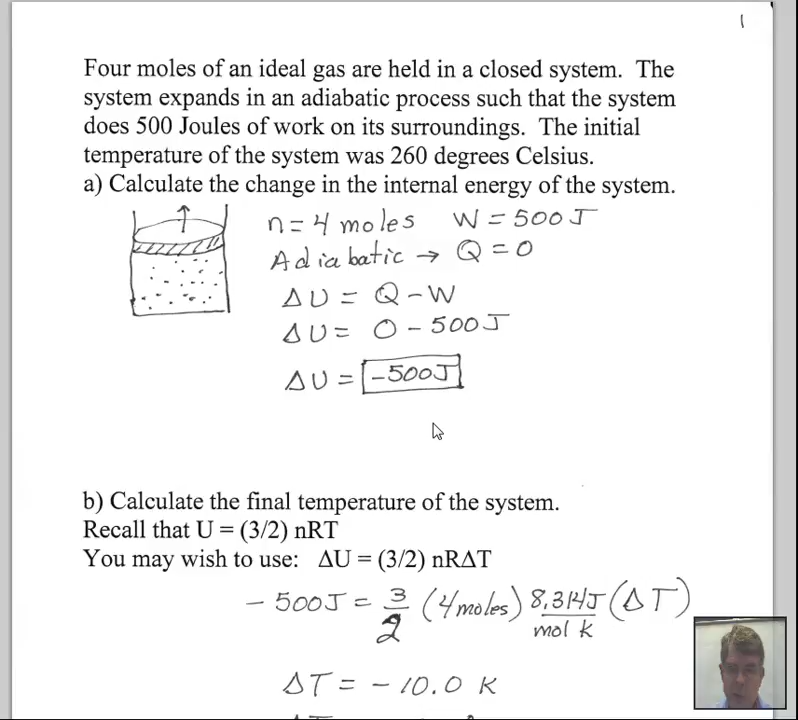 1
Four moles of an ideal gas are held in a closed system. The
system expands in an adiabatic process such that the system
does 500 Joules of work on its surroundings. The initial
temperature of the system was 260 degrees Celsius.
a) Calculate the change in the internal energy of the system.
n = 4 moles W = 500 J
Adiabatic → Q = 0
ΔU = Q - W
ΔU = 0 - 500 J
ΔU = -500J
b) Calculate the final temperature of the system.
Recall that U = (3/2) nRT
You may wish to use: ΔU = (3/2) nRΔT
- 500J = 3/2 (4 moles) 8.314J/mol k (ΔT)
ΔT = - 10.0 K